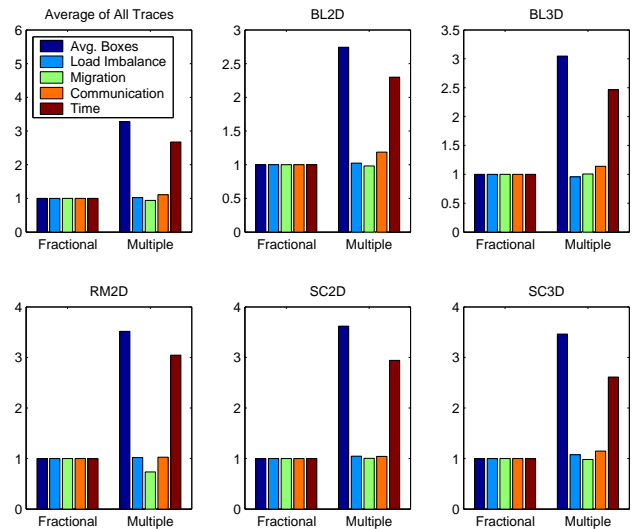 Average of All Traces
6
5
4
3
2
1
0
Avg. Boxes
Load Imbalance
Migration
Communication
Time
Fractional Multiple
BL2D
3
2.5
2
1.5
1
0.5
0
Fractional Multiple
BL3D
3.5
3
2.5
2
1.5
1
0.5
0
Fractional Multiple
RM2D
4
3
2
1
0
Fractional Multiple
SC2D
4
3
2
1
0
Fractional Multiple
SC3D
4
3
2
1
0
Fractional Multiple